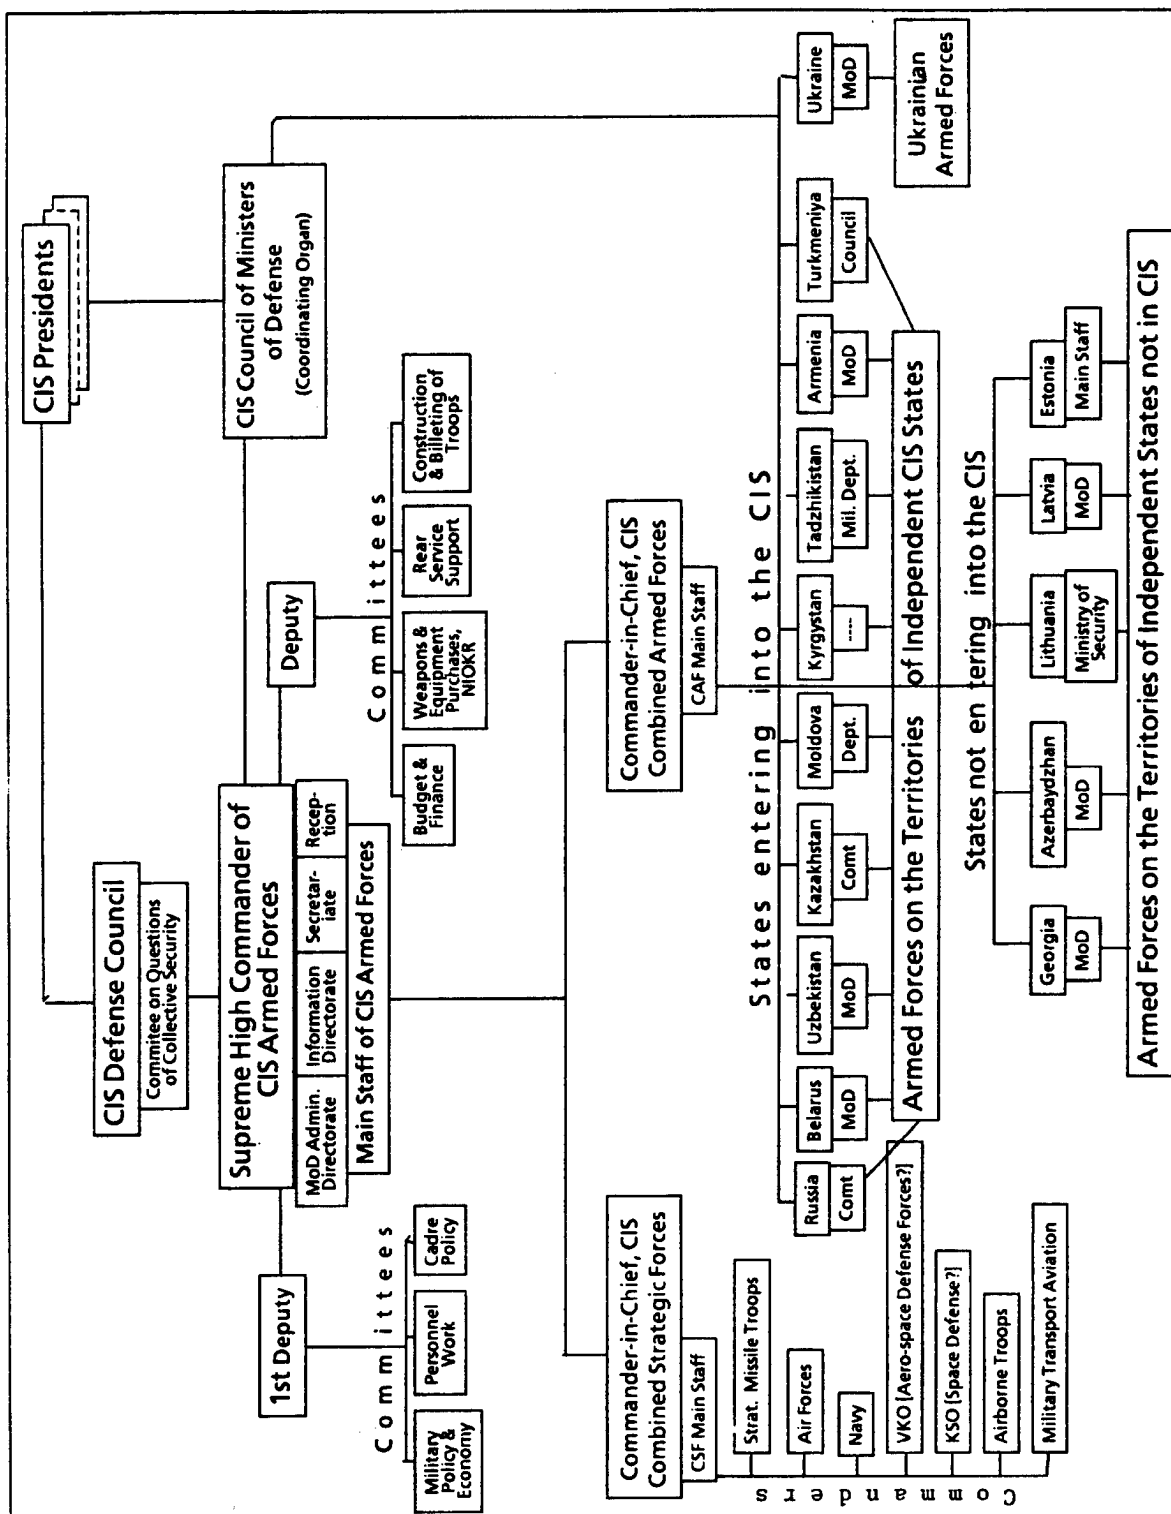 CIS Presidents
CIS Defense Council
Commitee on Questions
of Collective Security
CIS Council of Ministers
of Defense
(Coordinating Organ)
Supreme High Commander of
CIS Armed Forces
MoD Admin.
Directorate
Information
Directorate
Secretar-
iate
Recep-
tion
Main Staff of CIS Armed Forces
1st Deputy
Deputy
Committees
Military
Policy &
Economy
Personnel
Work
Cadre
Policy
Committees
Budget &
Finance
Weapons &
Equipment
Purchases,
NIOKR
Rear
Service
Support
Construction
& Billeting of
Troops
Commander-in-Chief, CIS
Combined Strategic Forces
CSF Main Staff
Commander-in-Chief, CIS
Combined Armed Forces
CAF Main Staff
Commanders
Strat. Missile Troops
Air Forces
Navy
VKO [Aero-space Defense Forces?]
KSO [Space Defense?]
Airborne Troops
Military Transport Aviation
States entering into the CIS
Russia
Comt
Belarus
MoD
Uzbekistan
MoD
Kazakhstan
Comt
Moldova
Dept.
Kyrgystan
-----
Tadzhikistan
Mil. Dept.
Armenia
MoD
Turkmeniya
Council
Ukraine
MoD
Armed Forces on the Territories of Independent CIS States
Ukrainian
Armed Forces
States not en tering into the CIS
Georgia
MoD
Azerbaydzhan
MoD
Lithuania
Ministry of
Security
Latvia
MoD
Estonia
Main Staff
Armed Forces on the Territories of Independent States not in CIS